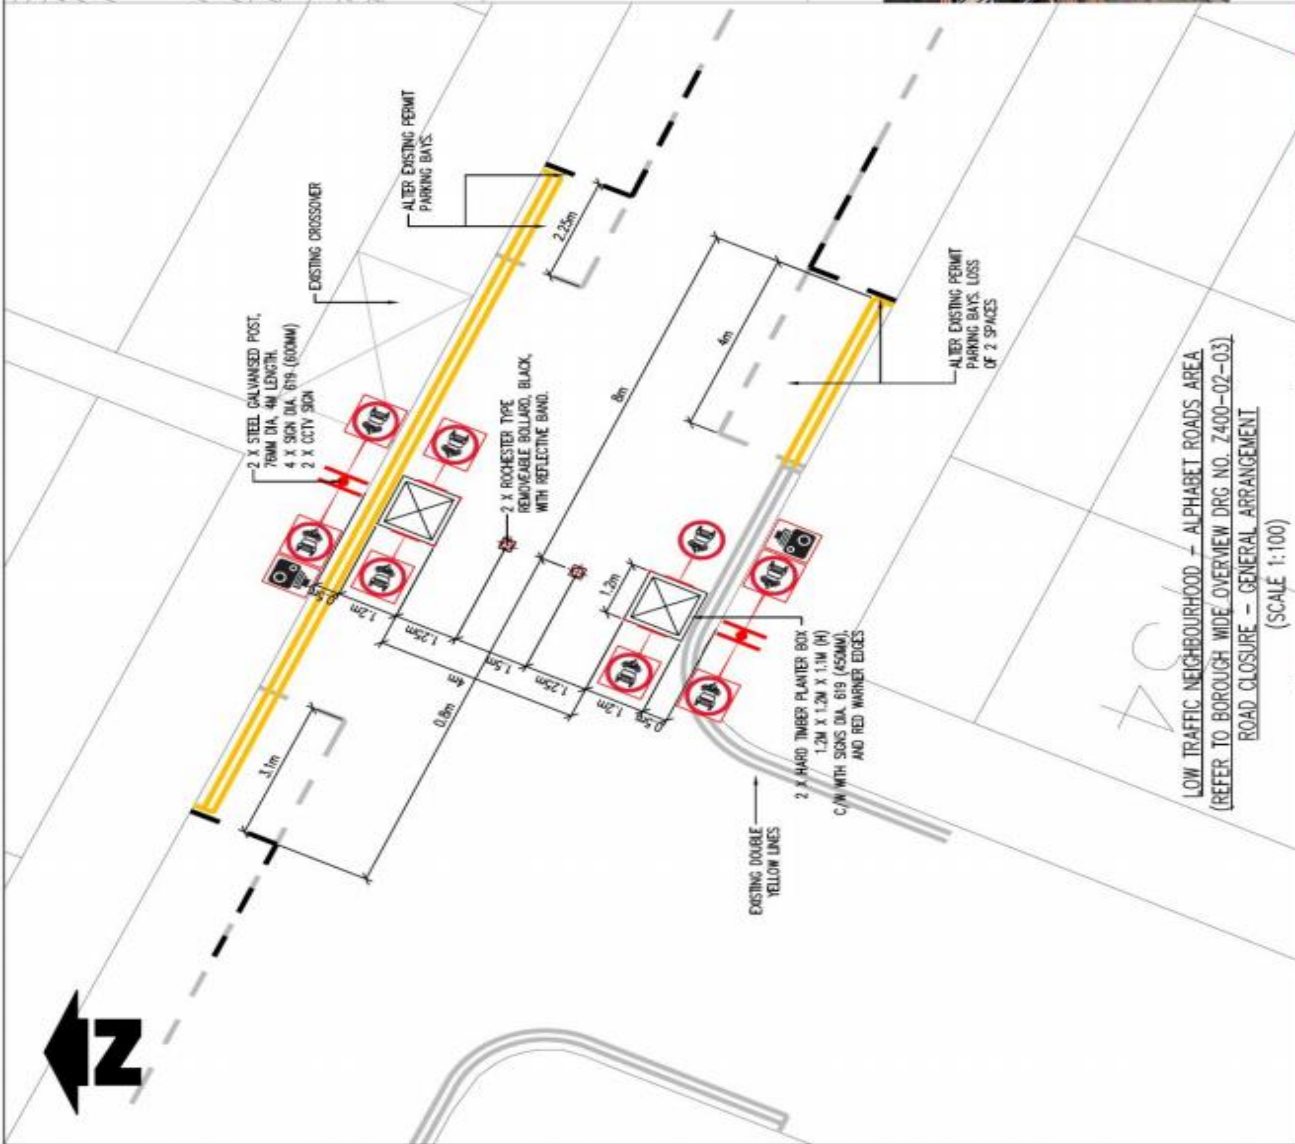 N
2 X STEEL GALVANISED POST,
76MM DIA, 4M LENGTH.
4 X SIGN DIA. 619 (600MM)
2 X CCTV SIGN
EXISTING CROSSOVER
ALTER EXISTING PERMIT
PARKING BAYS.
2 X ROCHESTER TYPE
REMOVEABLE BOLLARD, BLACK,
WITH REFLECTIVE BAND.
2.25m
8m
4m
3.1m
0.8m
4m
0.5m
1.2m
1.25m
1.5m
1.25m
1.2m
0.5m
1.2m
ALTER EXISTING PERMIT
PARKING BAYS. LOSS
OF 2 SPACES
2 X HARD TIMBER PLANTER BOX
1.2M X 1.2M X 1.1M (H)
C/W WITH SIGNS DIA. 619 (450MM),
AND RED WARNER EDGES
EXISTING DOUBLE
YELLOW LINES
LOW TRAFFIC NEIGHBOURHOOD - ALPHABET ROADS AREA
(REFER TO BOROUGH WIDE OVERVIEW DRG NO. Z400-02-03)
ROAD CLOSURE - GENERAL ARRANGEMENT
(SCALE 1:100)